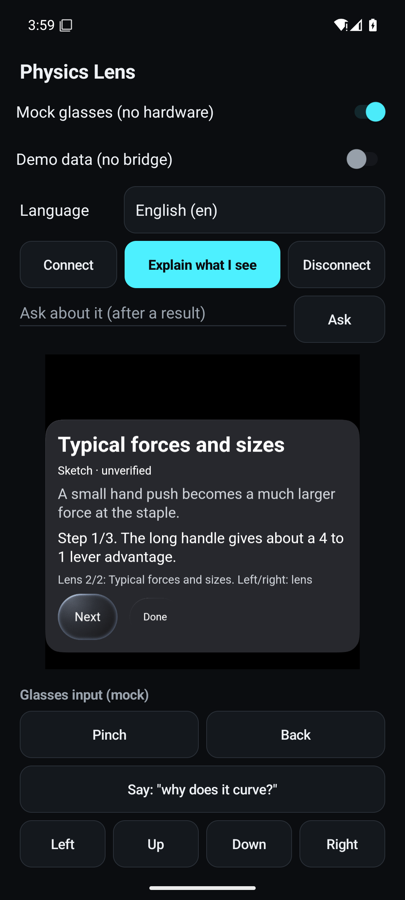 3:59
Physics Lens
Mock glasses (no hardware)
Demo data (no bridge)
Language
English (en)
Connect
Explain what I see
Disconnect
Ask about it (after a result)
Ask
Typical forces and sizes
Sketch · unverified
A small hand push becomes a much larger
force at the staple.
Step 1/3. The long handle gives about a 4 to
1 lever advantage.
Lens 2/2: Typical forces and sizes. Left/right: lens
Next
Done
Glasses input (mock)
Pinch
Back
Say: "why does it curve?"
Left
Up
Down
Right